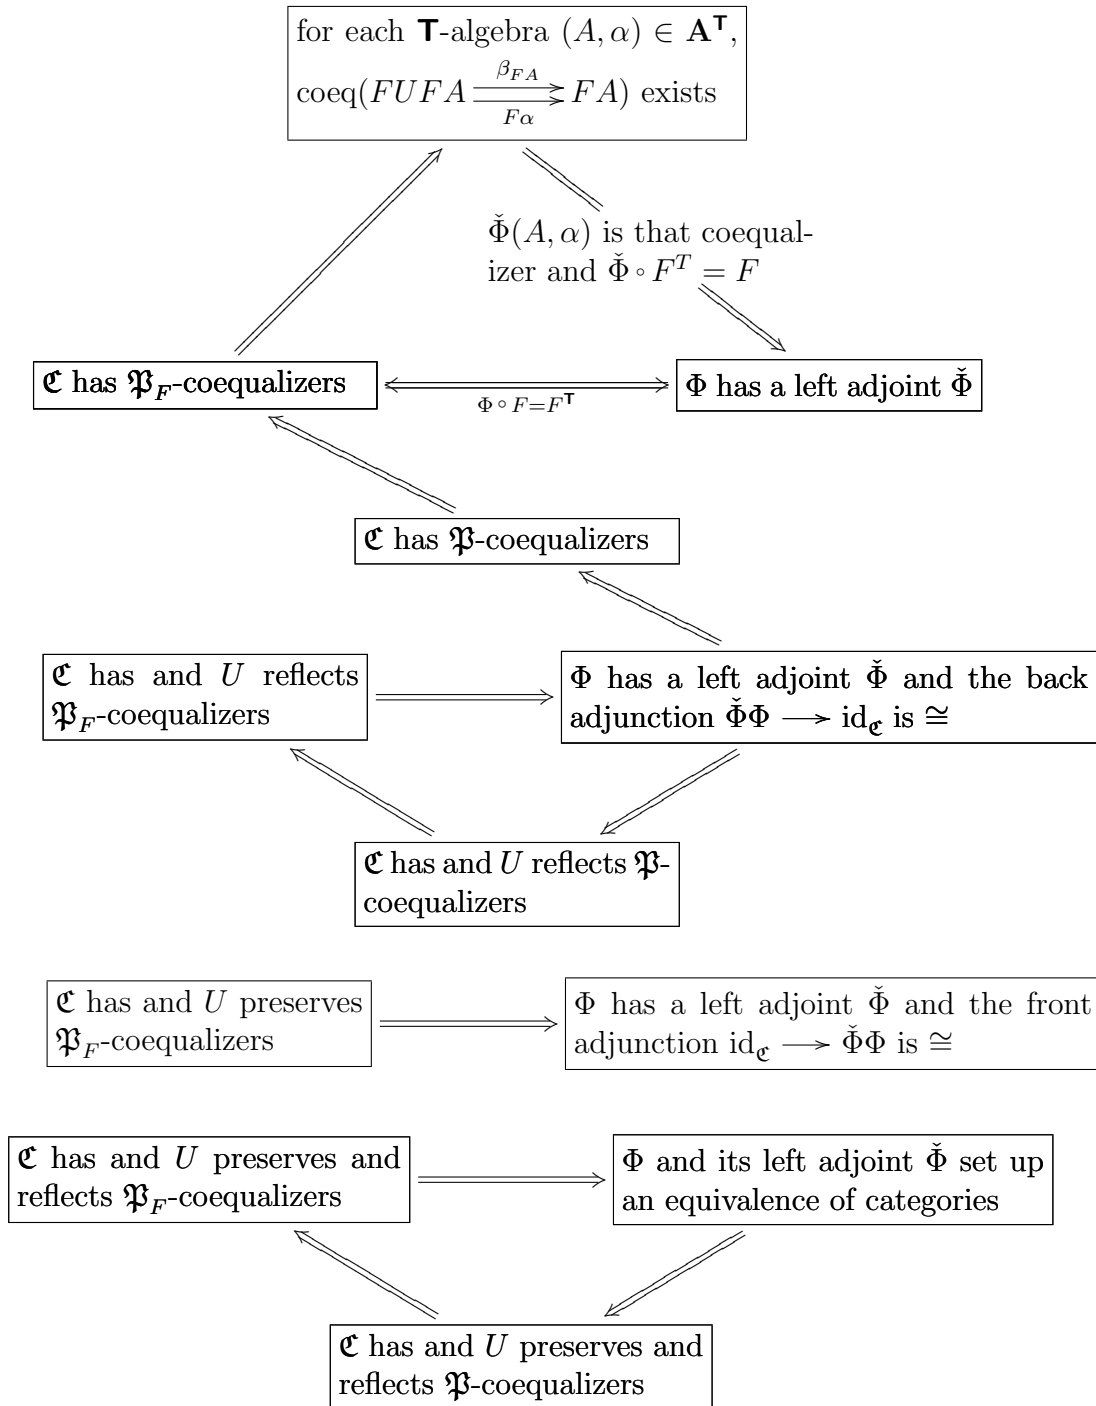 for each 𝗧-algebra (A, α) ∈ 𝐀^𝗧,
coeq(FUFA ⇉ FA) exists
β_{FA}
Fα
Φ̌(A, α) is that coequal-
izer and Φ̌ ∘ F^T = F
ℭ has 𝔓_F-coequalizers
Φ ∘ F=F^𝗧
Φ has a left adjoint Φ̌
ℭ has 𝔓-coequalizers
ℭ has and U reflects
𝔓_F-coequalizers
Φ has a left adjoint Φ̌ and the back
adjunction Φ̌Φ ⟶ id_ℭ is ≅
ℭ has and U reflects 𝔓-
coequalizers
ℭ has and U preserves
𝔓_F-coequalizers
Φ has a left adjoint Φ̌ and the front
adjunction id_ℭ ⟶ Φ̌Φ is ≅
ℭ has and U preserves and
reflects 𝔓_F-coequalizers
Φ and its left adjoint Φ̌ set up
an equivalence of categories
ℭ has and U preserves and
reflects 𝔓-coequalizers